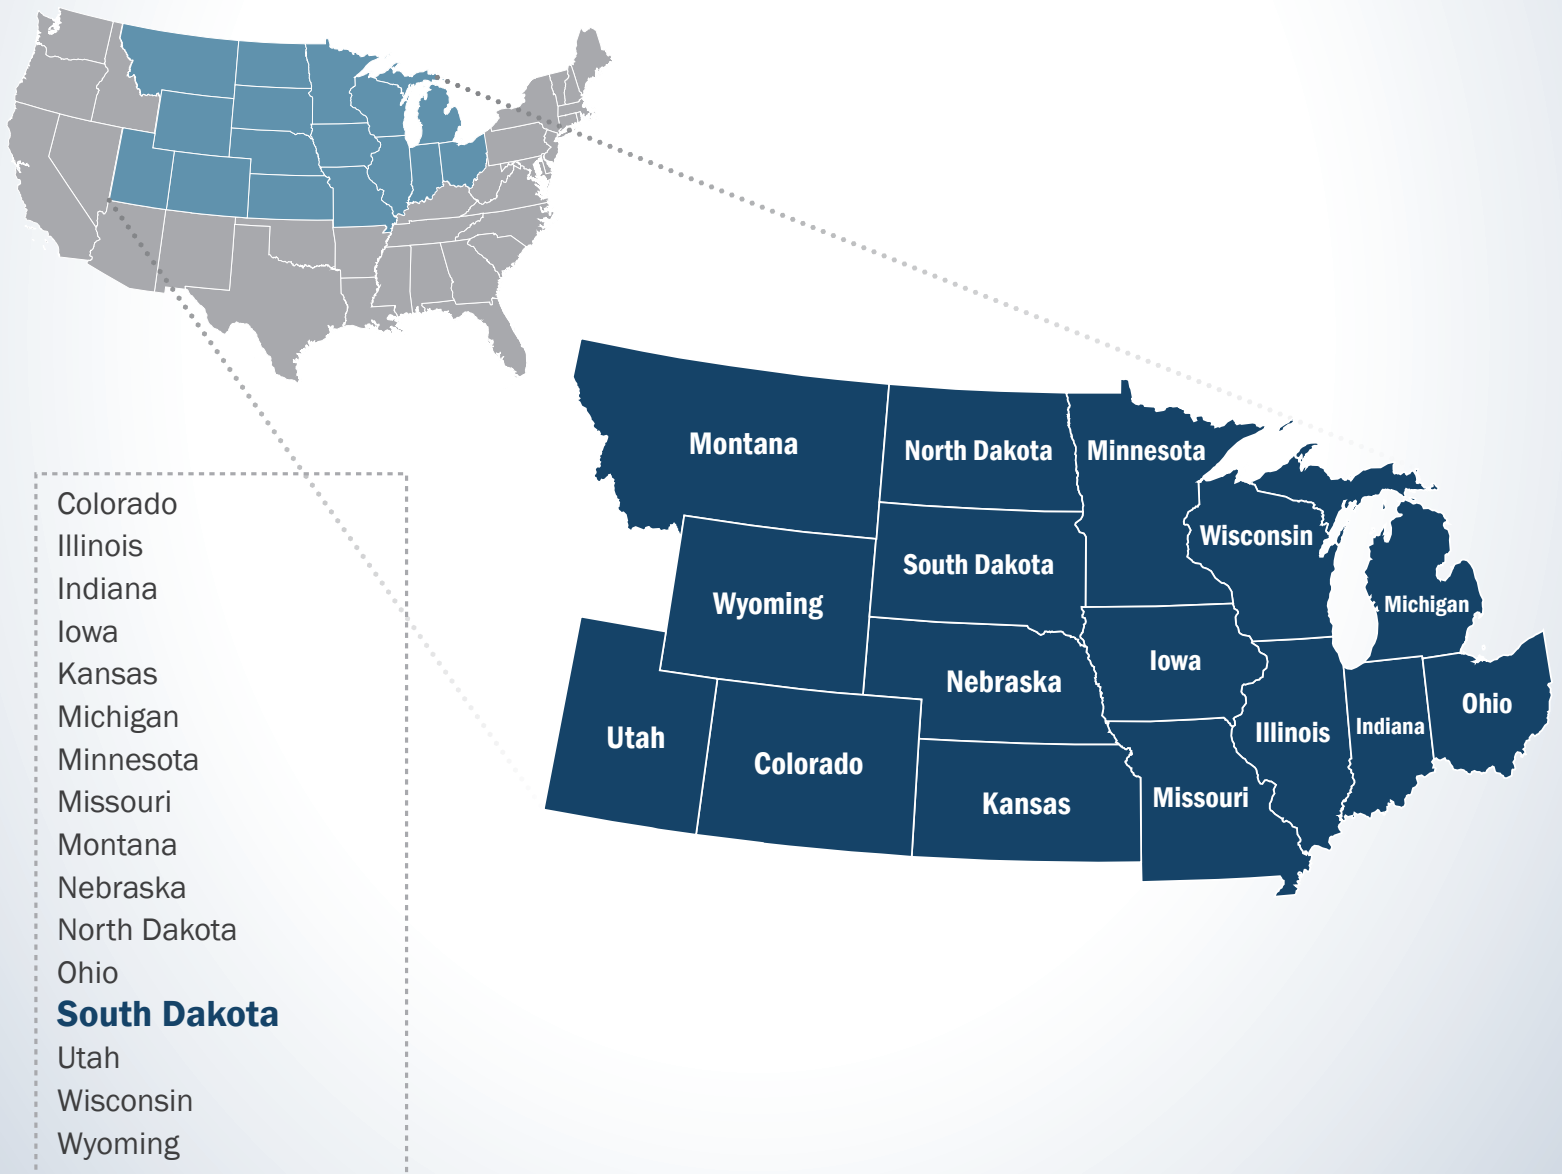 Montana
North Dakota
Minnesota
Wisconsin
South Dakota
Michigan
Wyoming
Iowa
Nebraska
Ohio
Indiana
Illinois
Utah
Colorado
Missouri
Kansas
Colorado
Illinois
Indiana
Iowa
Kansas
Michigan
Minnesota
Missouri
Montana
Nebraska
North Dakota
Ohio
South Dakota
Utah
Wisconsin
Wyoming